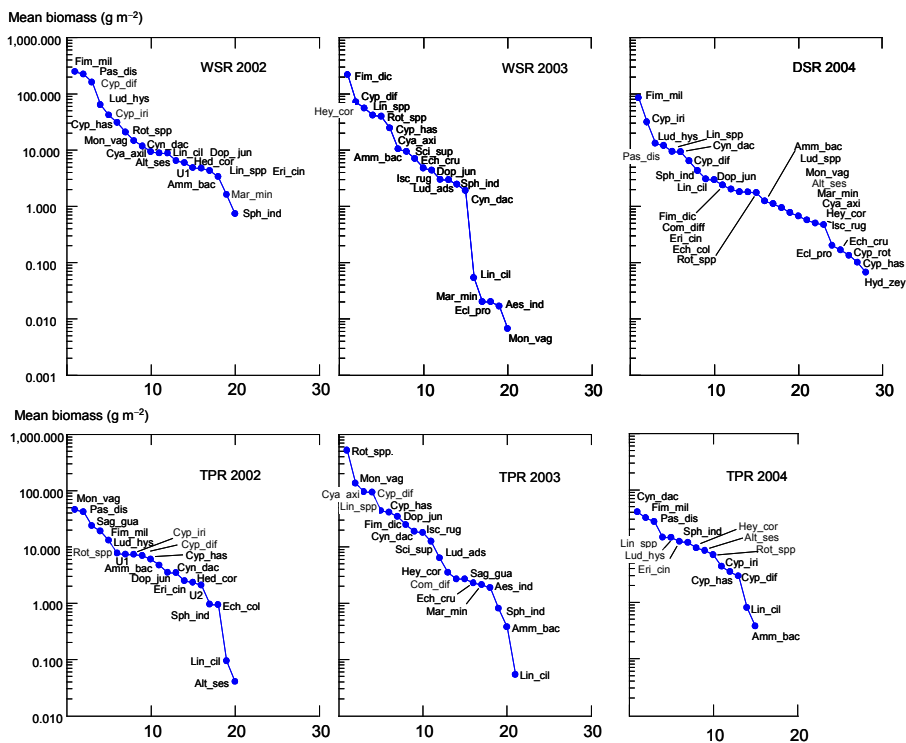 Mean biomass (g m⁻²)
1,000.000
100.000
10.000
1.000
0.100
0.010
0.001
WSR 2002
Fim_mil
Pas_dis
Cyp_dif
Lud_hys
Cyp_iri
Cyp_has
Rot_spp
Mon_vag
Cyn_dac
Cya_axii
Lin_cil Dop_jun
Alt_ses
Hed_cor
U1
Lin_spp Eri_cin
Amm_bac
Mar_min
Sph_ind
0 10 20 30
WSR 2003
Fim_dic
Cyp_dif
Hey_cor
Lin_spp
Rot_spp
Cyp_has
Cya_axi
Sci_sup
Amm_bac
Ech_cru
Dop_jun
Isc_rug
Sph_ind
Lud_ads
Cyn_dac
Lin_cil
Mar_min
Aes_ind
Ecl_pro
Mon_vag
0 10 20 30
DSR 2004
Fim_mil
Cyp_iri
Lud_hys
Lin_spp
Cyn_dac
Pas_dis
Cyp_dif
Sph_ind
Dop_jun
Lin_cil
Amm_bac
Lud_spp
Mon_vag
Alt_ses
Mar_min
Cya_axi
Hey_cor
Isc_rug
Fim_dic
Com_diff
Eri_cin
Ech_col
Rot_spp
Ech_cru
Ecl_pro
Cyp_rot
Cyp_has
Hyd_zey
0 10 20 30
Mean biomass (g m⁻²)
1,000.000
100.000
10.000
1.000
0.100
0.010
TPR 2002
Mon_vag
Pas_dis
Sag_gua
Fim_mil
Cyp_iri
Lud_hys
Cyp_dif
Rot_spp
Cyp_has
U1
Amm_bac
Cyn_dac
Dop_jun
Hed_cor
Eri_cin
U2
Sph_ind
Ech_col
Lin_cil
Alt_ses
0 10 20 30
TPR 2003
Rot_spp.
Mon_vag
Cya_axi
Cyp_dif
Lin_spp
Cyp_has
Dop_jun
Fim_dic
Isc_rug
Cyn_dac
Sci_sup
Lud_ads
Hey_cor
Sag_gua
Com_dif
Aes_ind
Ech_cru
Mar_min
Sph_ind
Amm_bac
Lin_cil
0 10 20 30
TPR 2004
Cyn_dac
Fim_mil
Pas_dis
Hey_cor
Sph_ind
Alt_ses
Lin_spp
Rot_spp
Lud_hys
Cyp_iri
Eri_cin
Cyp_has
Cyp_dif
Lin_cil
Amm_bac
10 20